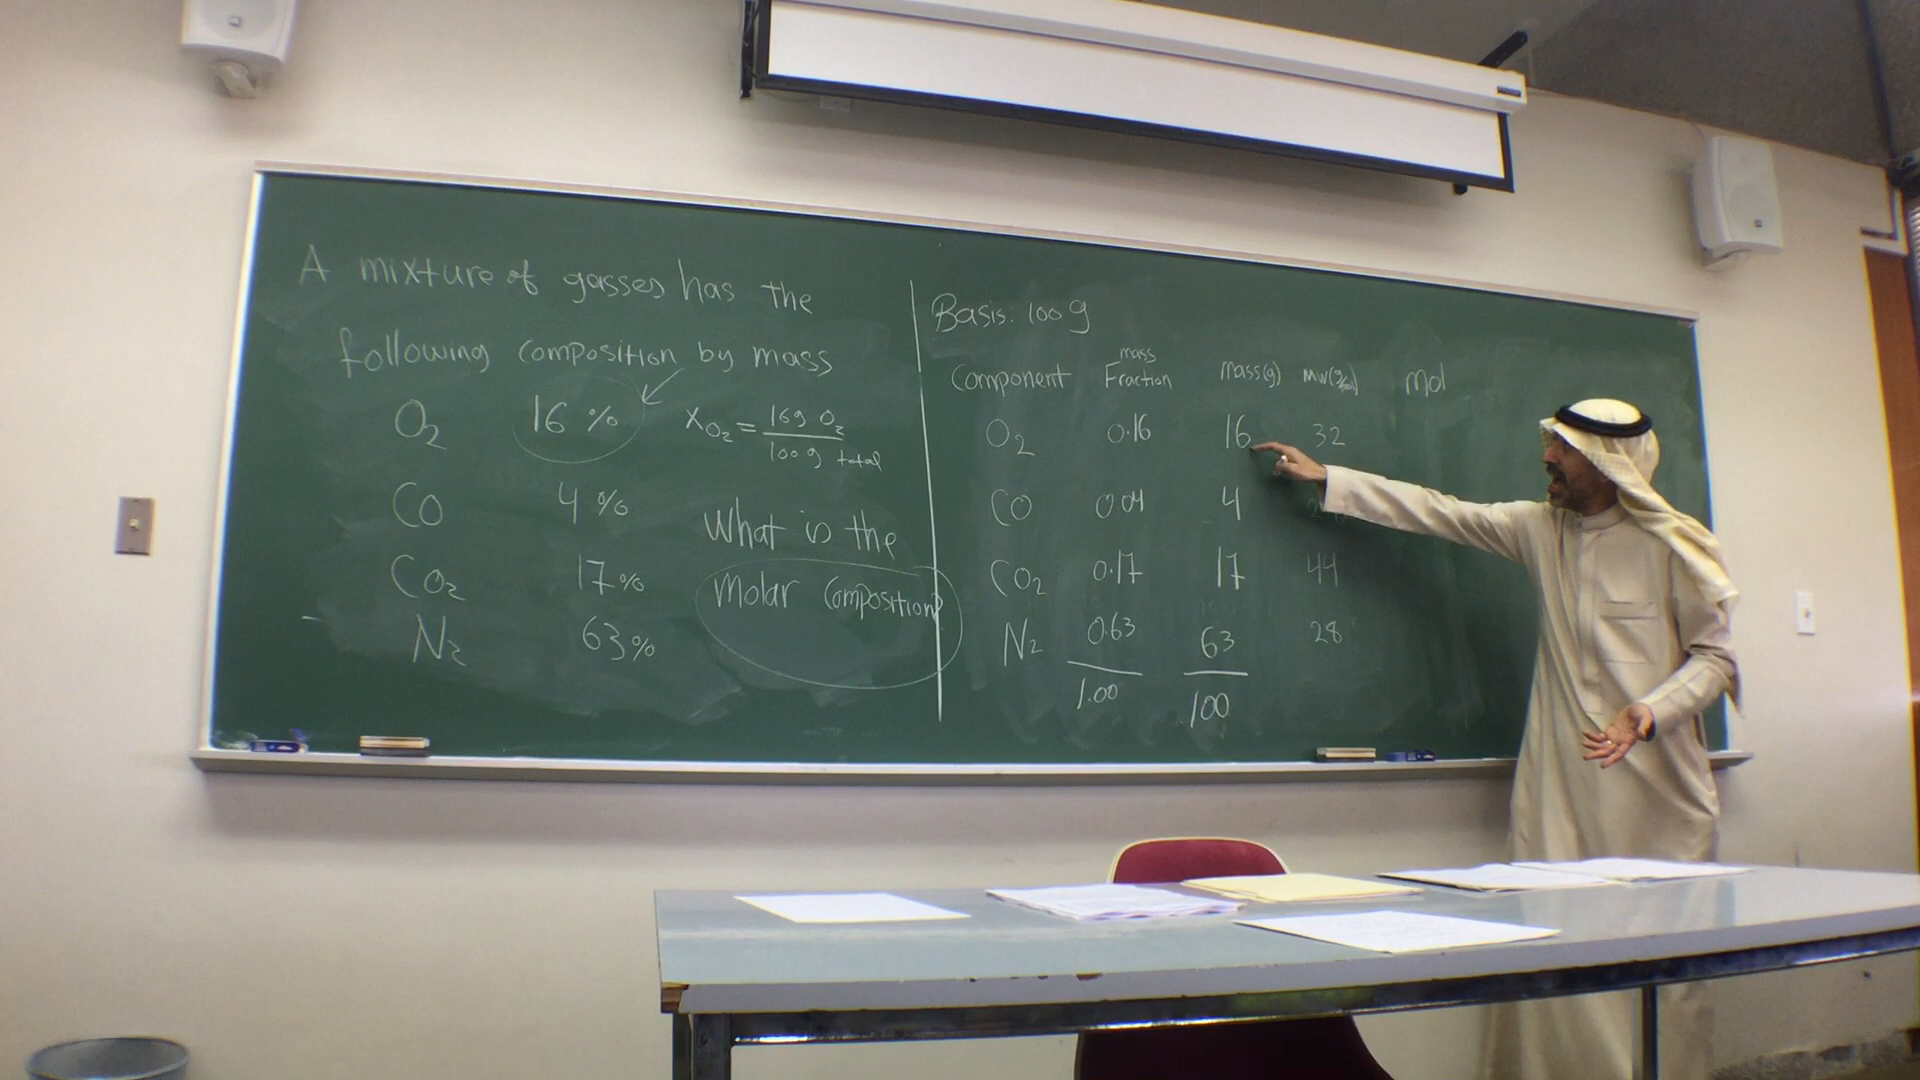 A mixture of gasses has the
following composition by mass
O2 16 %
XO2 = 16g O2 / 100 g total
CO 4 %
CO2 17 %
N2 63 %
What is the
Molar Composition?
Basis: 100 g
Component mass Fraction mass(g) MW(g/mol) mol
O2 0.16 16 32
CO 0.04 4
CO2 0.17 17 44
N2 0.63 63 28
1.00 100